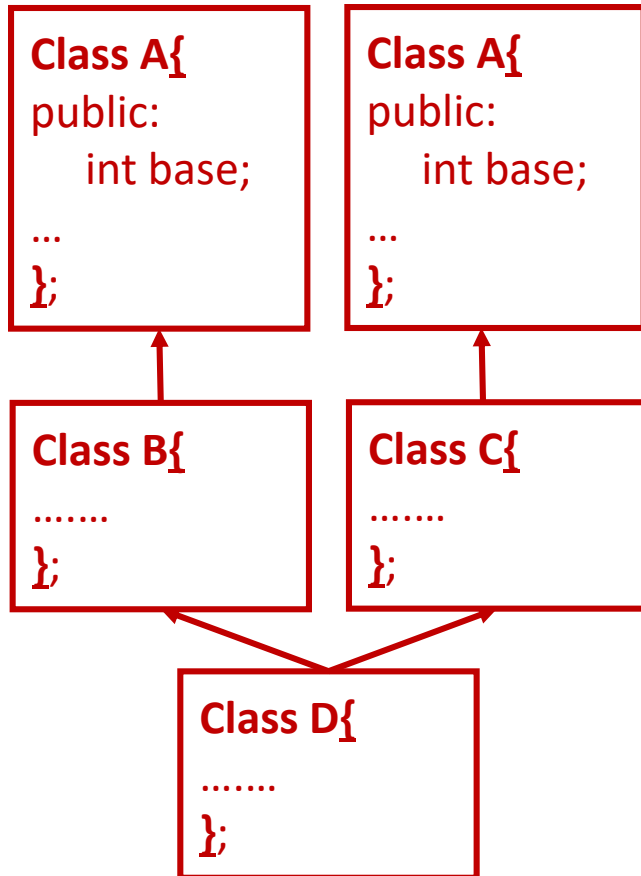 Class A{
public:
int base;
...
};
Class A{
public:
int base;
...
};
Class B{
.......
};
Class C{
.......
};
Class D{
.......
};